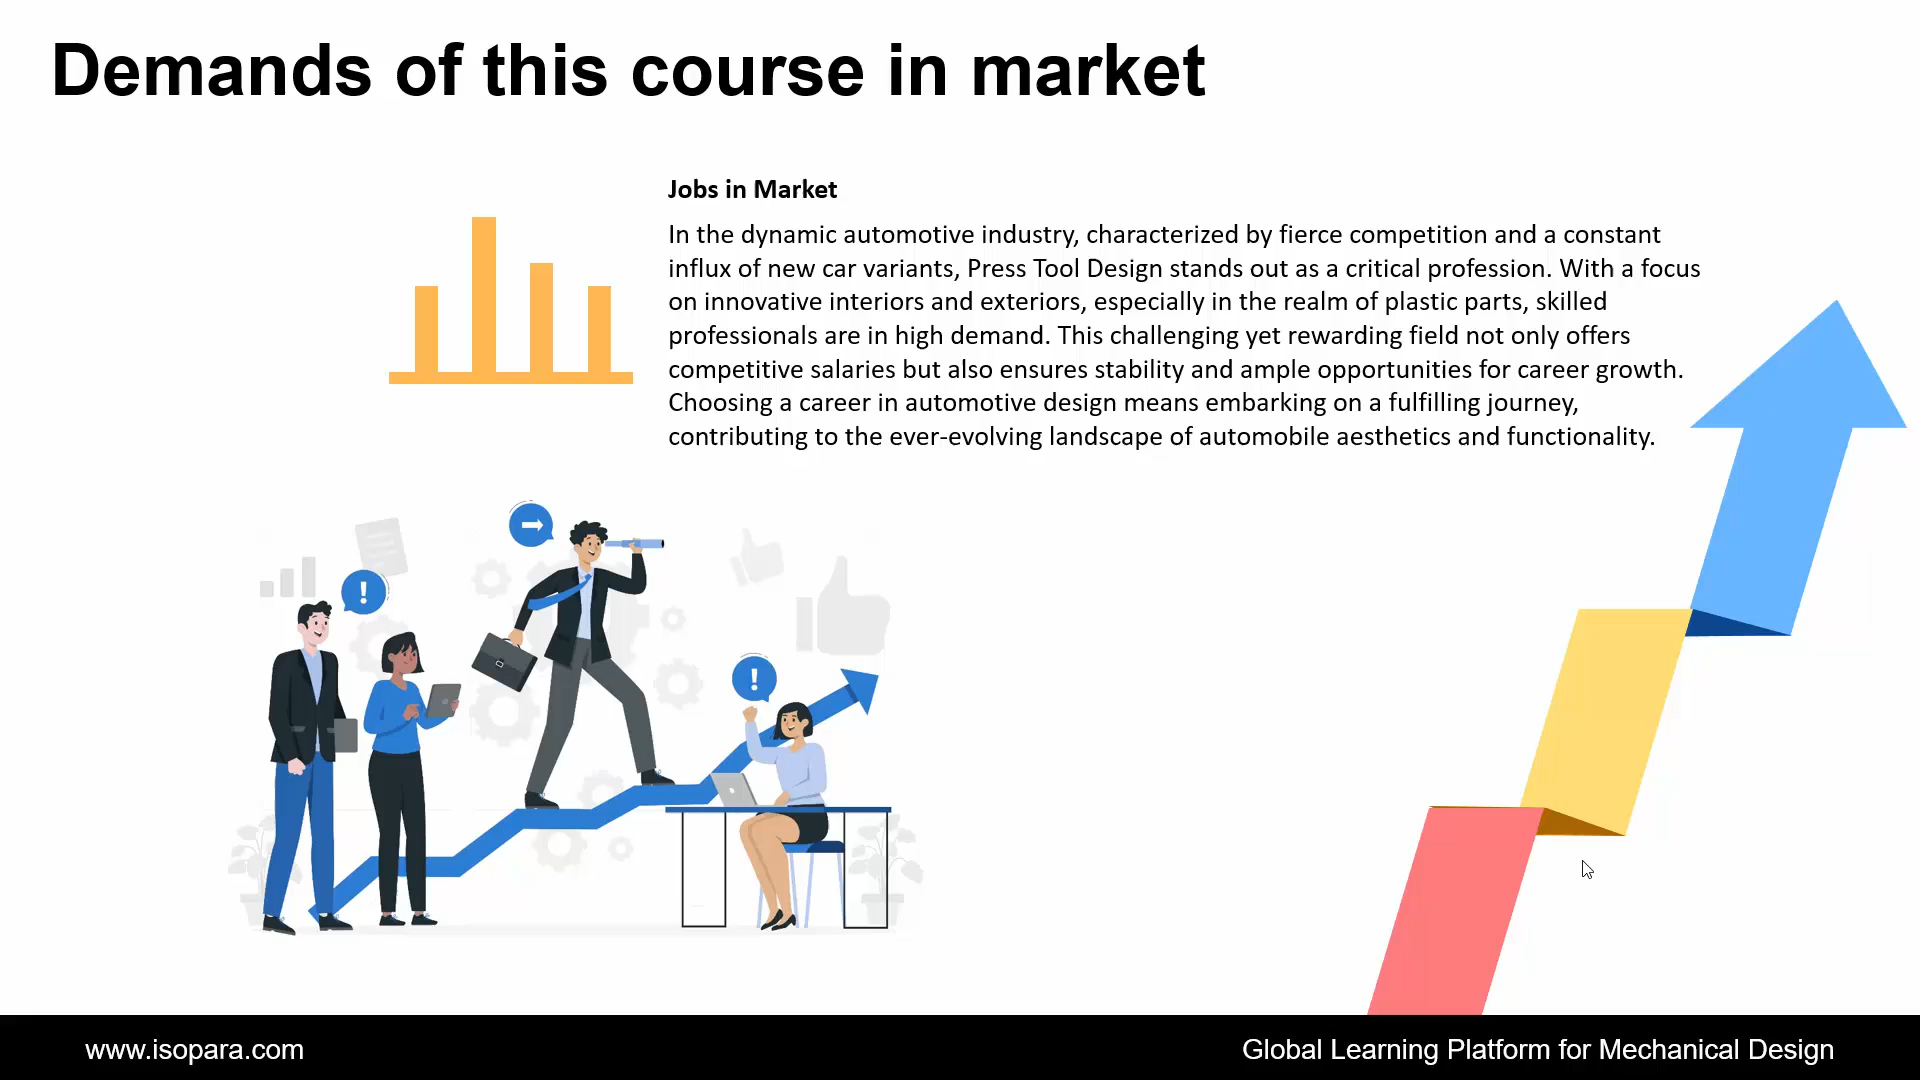 Demands of this course in market
Jobs in Market
In the dynamic automotive industry, characterized by fierce competition and a constant
influx of new car variants, Press Tool Design stands out as a critical profession. With a focus
on innovative interiors and exteriors, especially in the realm of plastic parts, skilled
professionals are in high demand. This challenging yet rewarding field not only offers
competitive salaries but also ensures stability and ample opportunities for career growth.
Choosing a career in automotive design means embarking on a fulfilling journey,
contributing to the ever-evolving landscape of automobile aesthetics and functionality.
!
!
www.isopara.com
Global Learning Platform for Mechanical Design